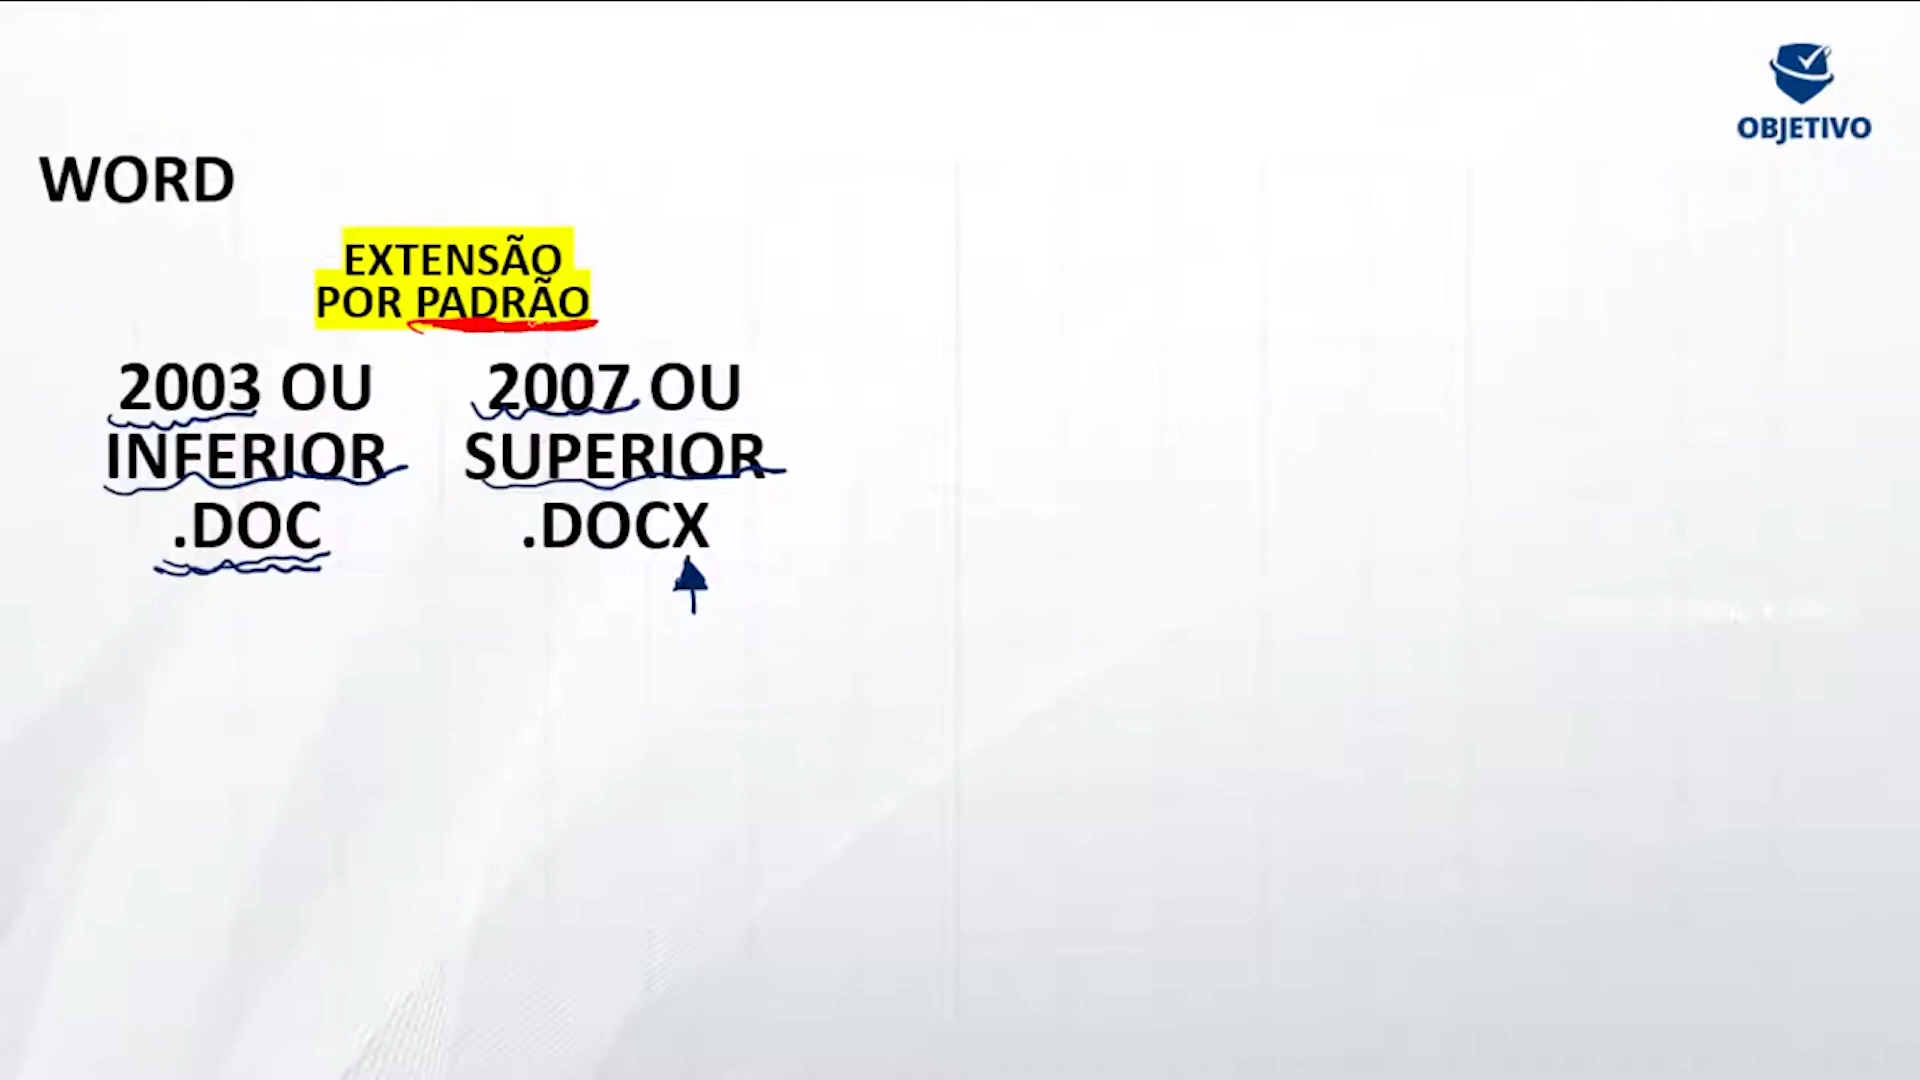 OBJETIVO
WORD
EXTENSÃO
POR PADRÃO
2003 OU
INFERIOR
.DOC
2007 OU
SUPERIOR
.DOCX